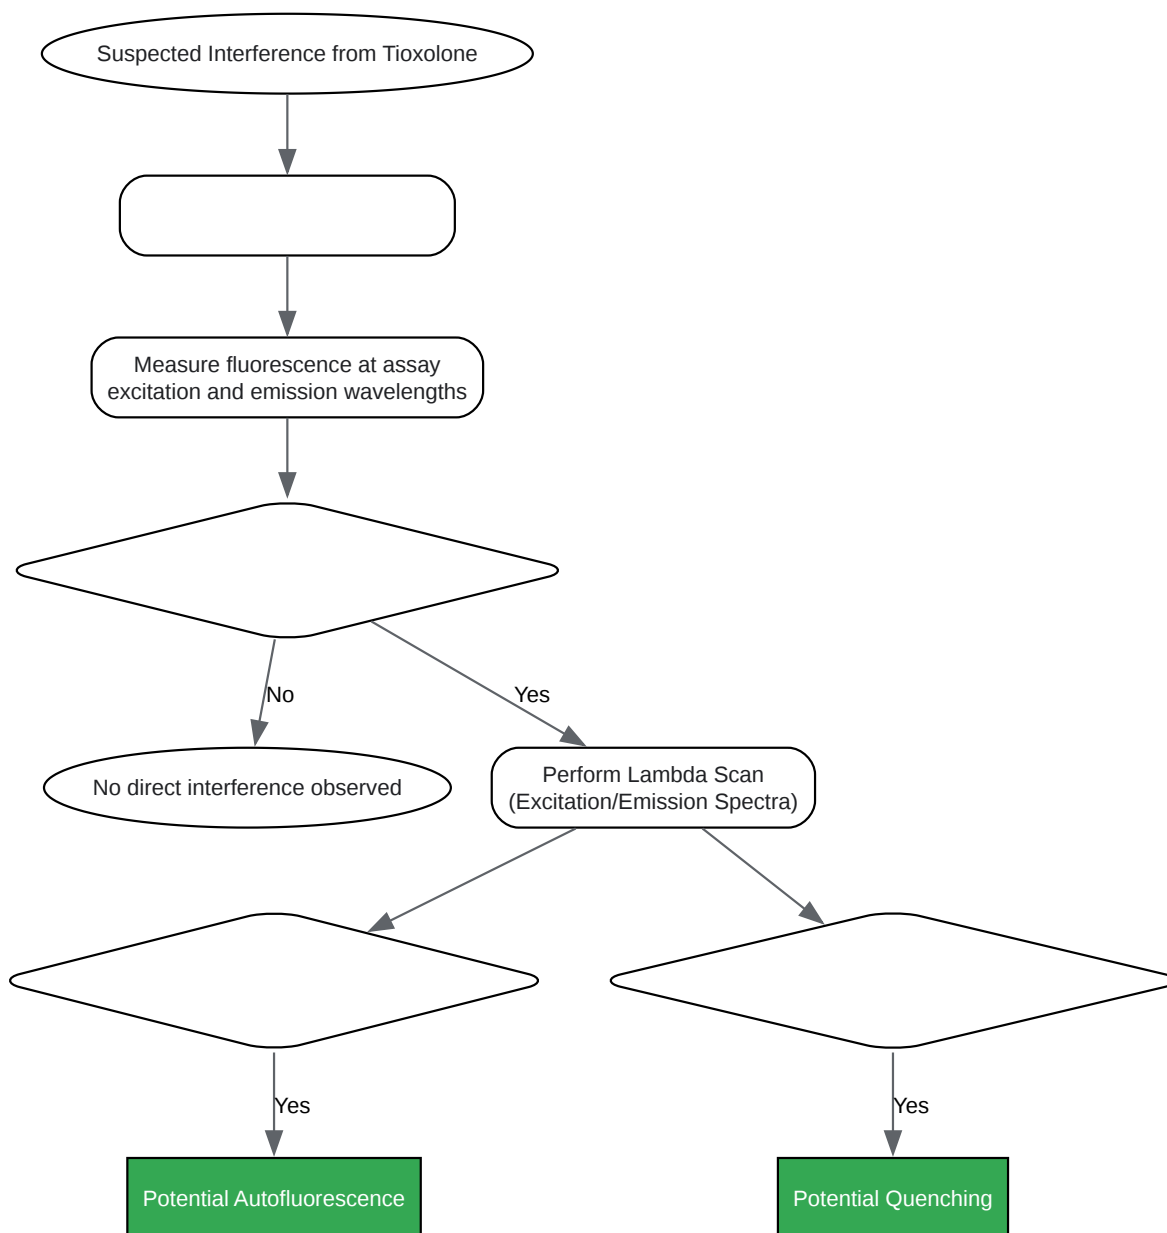 Suspected Interference from Tioxolone
Measure fluorescence at assay
excitation and emission wavelengths
No
Yes
No direct interference observed
Perform Lambda Scan
(Excitation/Emission Spectra)
Yes
Yes
Potential Autofluorescence
Potential Quenching